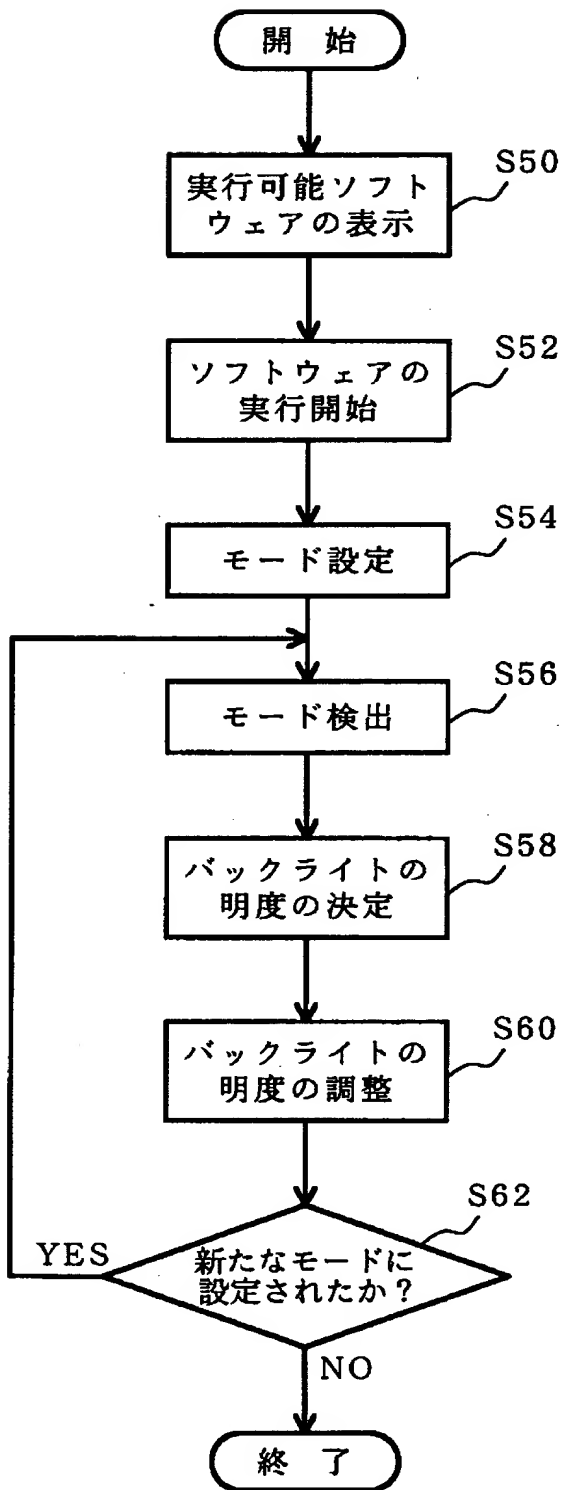 開 始
S50
実行可能ソフト
ウェアの表示
S52
ソフトウェアの
実行開始
S54
モード設定
S56
モード検出
S58
バックライトの
明度の決定
S60
バックライトの
明度の調整
S62
YES
新たなモードに
設定されたか？
NO
終 了